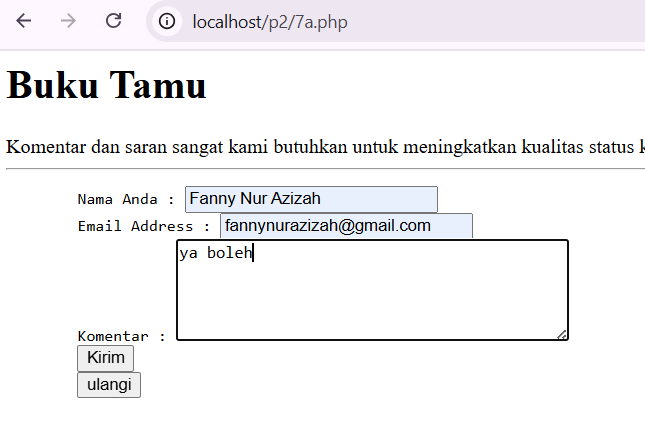 localhost/p2/7a.php
Buku Tamu
Komentar dan saran sangat kami butuhkan untuk meningkatkan kualitas status
Nama Anda : Fanny Nur Azizah
Email Address : fannynurazizah@gmail.com
ya boleh
Komentar :
Kirim
ulangi